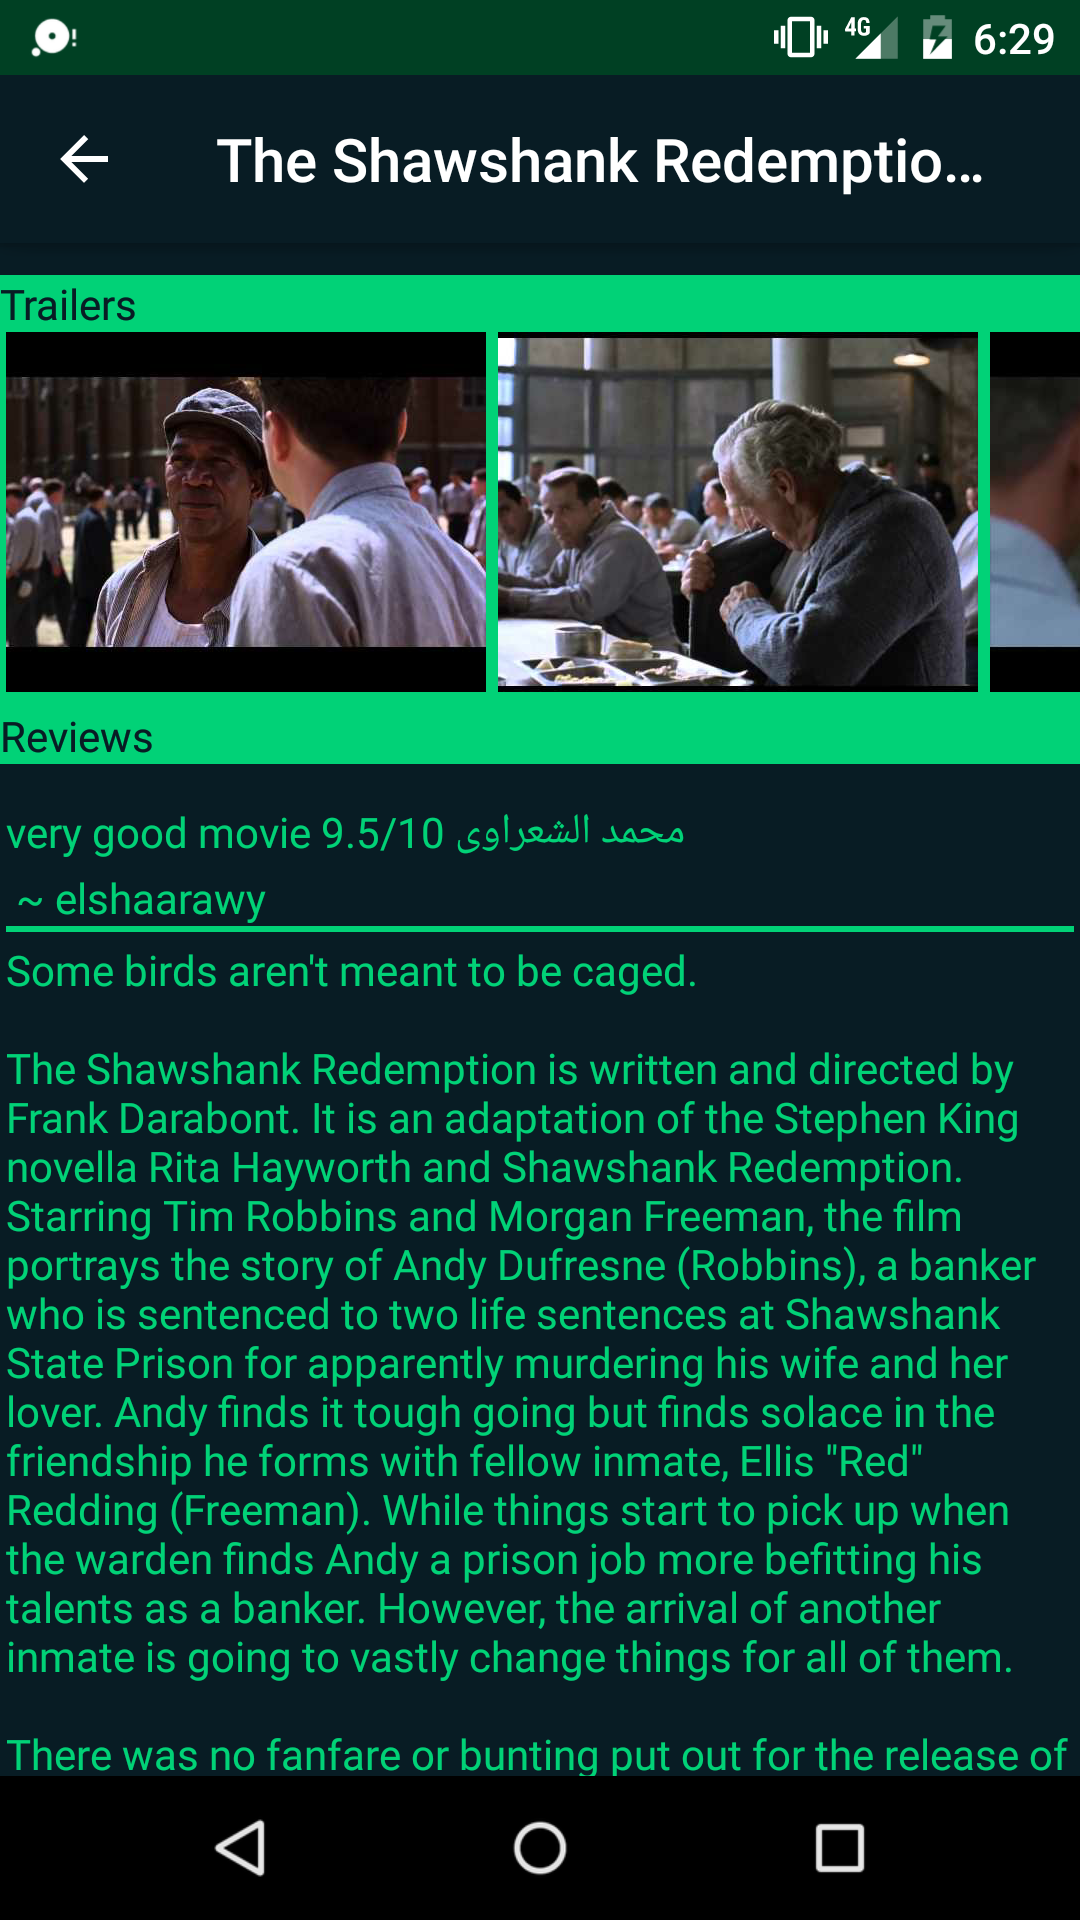 4G 6:29
The Shawshank Redemptio...
Trailers
Reviews
very good movie 9.5/10 محمد الشعراوى
~ elshaarawy
Some birds aren't meant to be caged.
The Shawshank Redemption is written and directed by
Frank Darabont. It is an adaptation of the Stephen King
novella Rita Hayworth and Shawshank Redemption.
Starring Tim Robbins and Morgan Freeman, the film
portrays the story of Andy Dufresne (Robbins), a banker
who is sentenced to two life sentences at Shawshank
State Prison for apparently murdering his wife and her
lover. Andy finds it tough going but finds solace in the
friendship he forms with fellow inmate, Ellis "Red"
Redding (Freeman). While things start to pick up when
the warden finds Andy a prison job more befitting his
talents as a banker. However, the arrival of another
inmate is going to vastly change things for all of them.
There was no fanfare or bunting put out for the release of